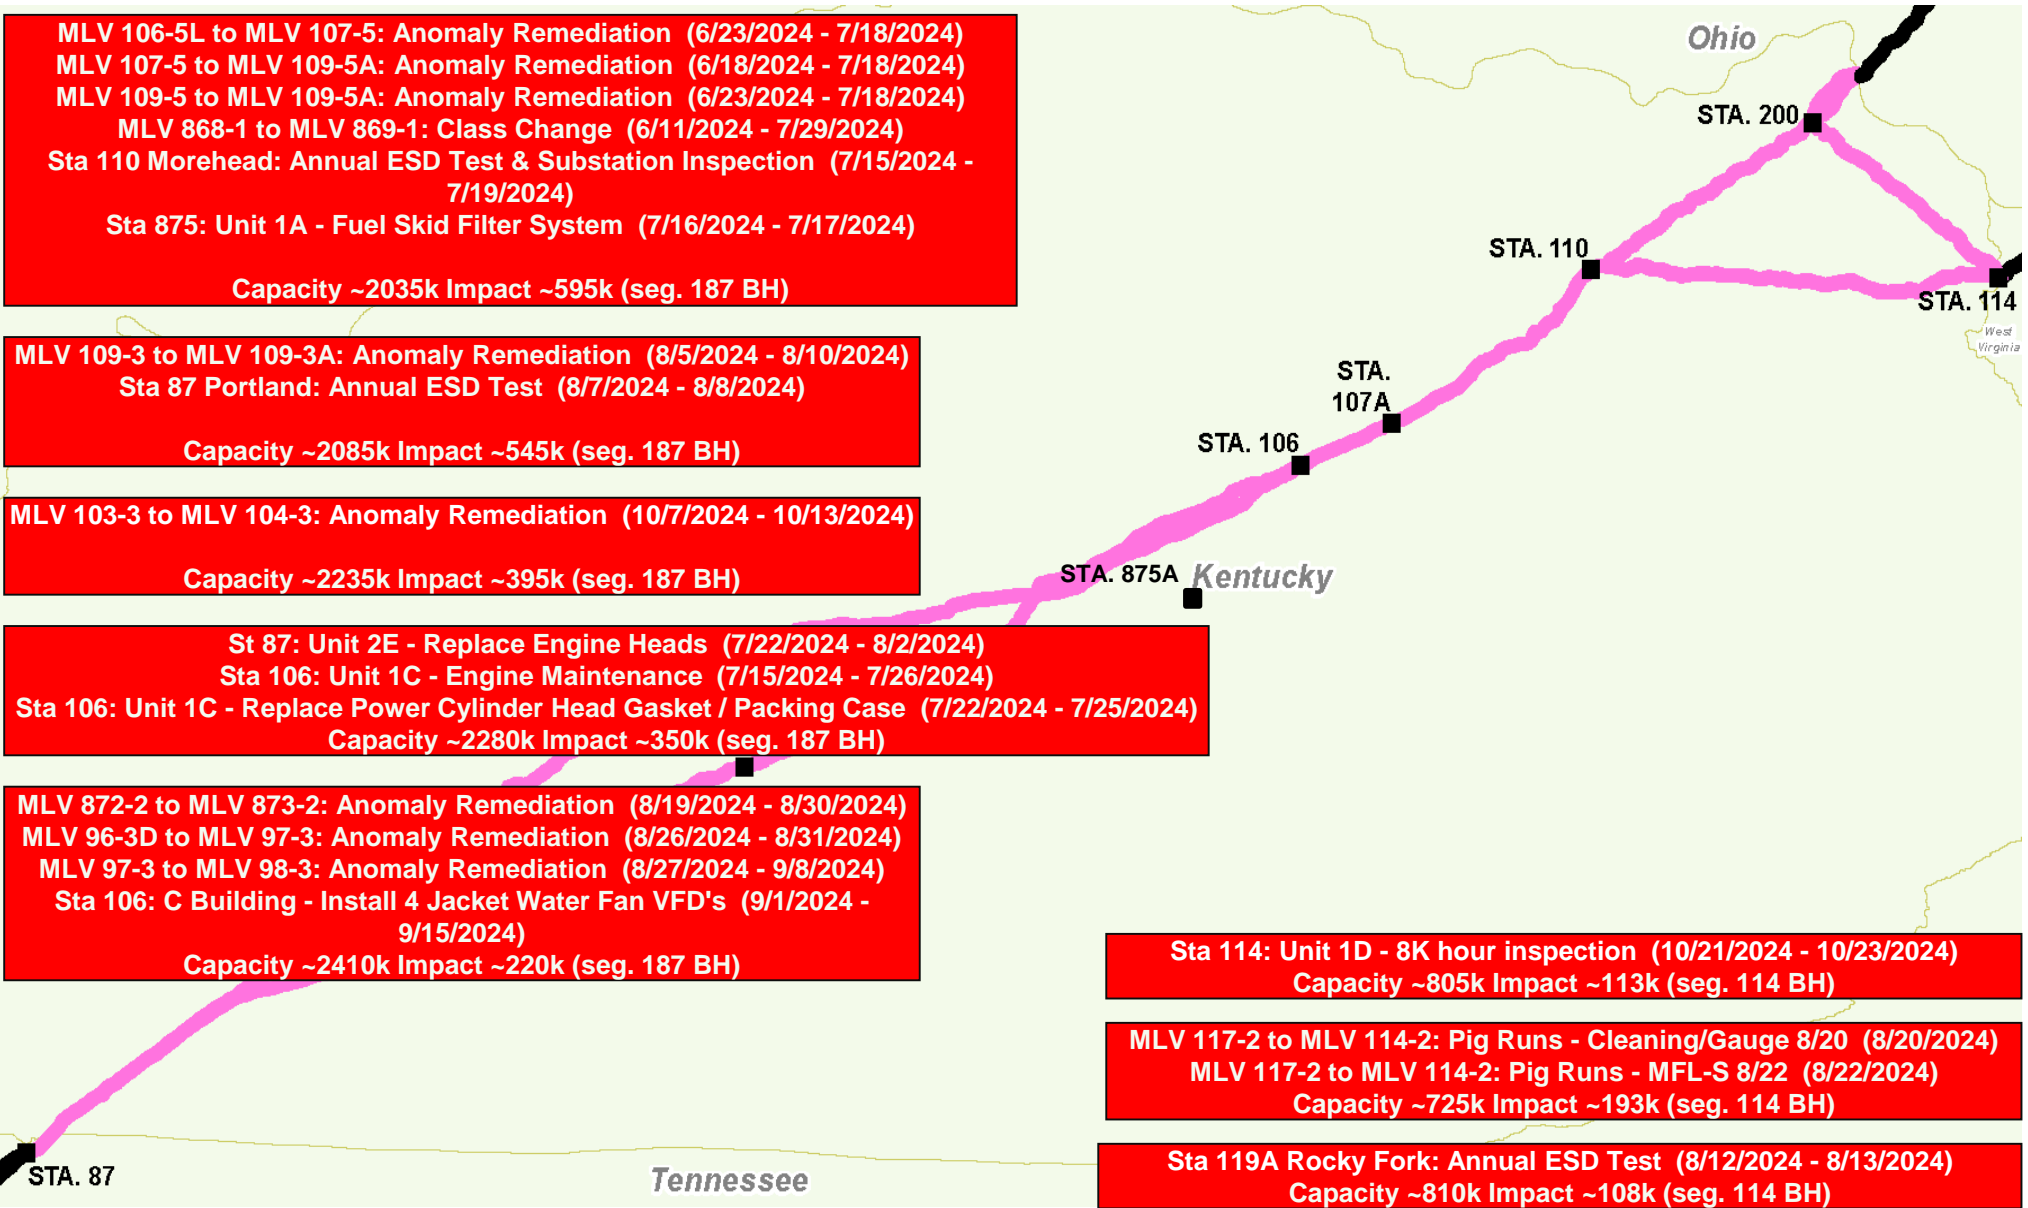 MLV 106-5L to MLV 107-5: Anomaly Remediation (6/23/2024 - 7/18/2024)
MLV 107-5 to MLV 109-5A: Anomaly Remediation (6/18/2024 - 7/18/2024)
MLV 109-5 to MLV 109-5A: Anomaly Remediation (6/23/2024 - 7/18/2024)
MLV 868-1 to MLV 869-1: Class Change (6/11/2024 - 7/29/2024)
Sta 110 Morehead: Annual ESD Test & Substation Inspection (7/15/2024 -
7/19/2024)
Sta 875: Unit 1A - Fuel Skid Filter System (7/16/2024 - 7/17/2024)
Capacity ~2035k Impact ~595k (seg. 187 BH)
Ohio
STA. 200
STA. 110
STA. 114
West
Virginia
MLV 109-3 to MLV 109-3A: Anomaly Remediation (8/5/2024 - 8/10/2024)
Sta 87 Portland: Annual ESD Test (8/7/2024 - 8/8/2024)
Capacity ~2085k Impact ~545k (seg. 187 BH)
STA.
107A
STA. 106
MLV 103-3 to MLV 104-3: Anomaly Remediation (10/7/2024 - 10/13/2024)
Capacity ~2235k Impact ~395k (seg. 187 BH)
STA. 875A
Kentucky
St 87: Unit 2E - Replace Engine Heads (7/22/2024 - 8/2/2024)
Sta 106: Unit 1C - Engine Maintenance (7/15/2024 - 7/26/2024)
Sta 106: Unit 1C - Replace Power Cylinder Head Gasket / Packing Case (7/22/2024 - 7/25/2024)
Capacity ~2280k Impact ~350k (seg. 187 BH)
MLV 872-2 to MLV 873-2: Anomaly Remediation (8/19/2024 - 8/30/2024)
MLV 96-3D to MLV 97-3: Anomaly Remediation (8/26/2024 - 8/31/2024)
MLV 97-3 to MLV 98-3: Anomaly Remediation (8/27/2024 - 9/8/2024)
Sta 106: C Building - Install 4 Jacket Water Fan VFD's (9/1/2024 -
9/15/2024)
Capacity ~2410k Impact ~220k (seg. 187 BH)
Sta 114: Unit 1D - 8K hour inspection (10/21/2024 - 10/23/2024)
Capacity ~805k Impact ~113k (seg. 114 BH)
MLV 117-2 to MLV 114-2: Pig Runs - Cleaning/Gauge 8/20 (8/20/2024)
MLV 117-2 to MLV 114-2: Pig Runs - MFL-S 8/22 (8/22/2024)
Capacity ~725k Impact ~193k (seg. 114 BH)
Sta 119A Rocky Fork: Annual ESD Test (8/12/2024 - 8/13/2024)
Capacity ~810k Impact ~108k (seg. 114 BH)
STA. 87
Tennessee